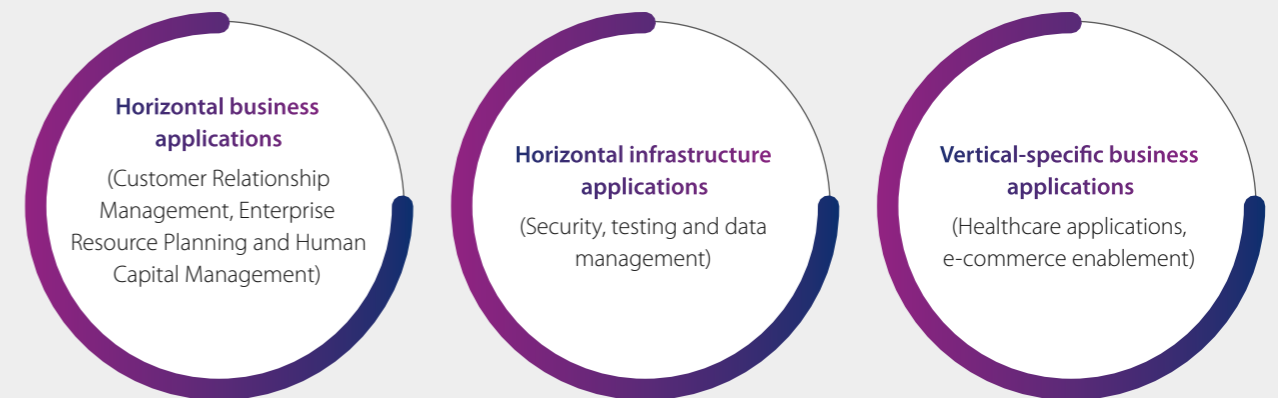 Horizontal business
applications
(Customer Relationship
Management, Enterprise
Resource Planning and Human
Capital Management)
Horizontal infrastructure
applications
(Security, testing and data
management)
Vertical-specific business
applications
(Healthcare applications,
e-commerce enablement)